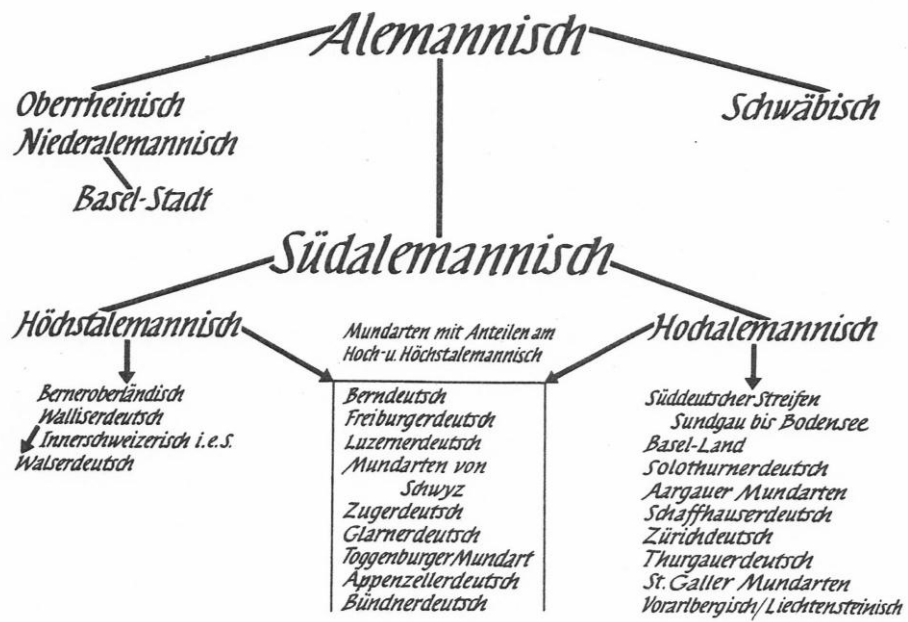 Alemannisch
Oberrheinisch
Niederalemannisch
Basel-Stadt
Schwäbisch
Südalemannisch
Höchstalemannisch
Berneroberländisch
Walliserdeutsch
Innerschweizerisch i.e.S.
Walserdeutsch
Mundarten mit Anteilen am
Hoch- u. Höchstalemannisch
Berndeutsch
Freiburgerdeutsch
Luzernerdeutsch
Mundarten von
Schwyz
Zugerdeutsch
Glarnerdeutsch
Toggenburger Mundart
Appenzellerdeutsch
Bündnerdeutsch
Hochalemannisch
Süddeutscher Streifen
Sundgau bis Bodensee
Basel-Land
Solothurnerdeutsch
Aargauer Mundarten
Schaffhauserdeutsch
Zürichdeutsch
Thurgauerdeutsch
St. Galler Mundarten
Vorarlbergisch/Liechtensteinisch